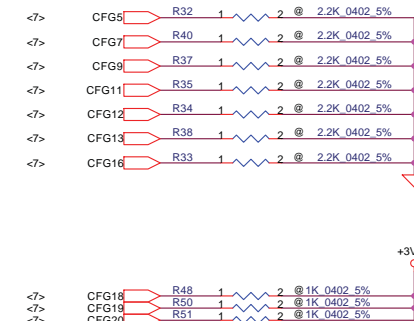 <7> CFG5 R32 1 2 @ 2.2K_0402_5%
<7> CFG7 R40 1 2 @ 2.2K_0402_5%
<7> CFG9 R37 1 2 @ 2.2K_0402_5%
<7> CFG11 R35 1 2 @ 2.2K_0402_5%
<7> CFG12 R34 1 2 @ 2.2K_0402_5%
<7> CFG13 R38 1 2 @ 2.2K_0402_5%
<7> CFG16 R33 1 2 @ 2.2K_0402_5%
+3V
<7> CFG18 R48 1 2 @ 1K_0402_5%
<7> CFG19 R50 1 2 @ 1K_0402_5%
<7> CFG20 R51 1 2 @ 1K_0402_5%